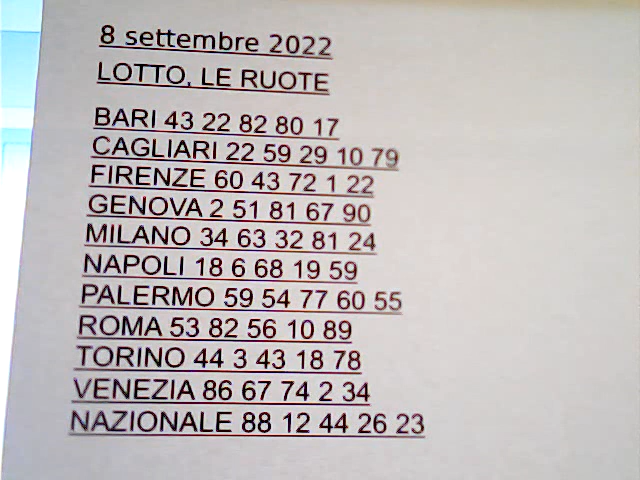 8 settembre 2022
LOTTO, LE RUOTE
BARI 43 22 82 80 17
CAGLIARI 22 59 29 10 79
FIRENZE 60 43 72 1 22
GENOVA 2 51 81 67 90
MILANO 34 63 32 81 24
NAPOLI 18 6 68 19 59
PALERMO 59 54 77 60 55
ROMA 53 82 56 10 89
TORINO 44 3 43 18 78
VENEZIA 86 67 74 2 34
NAZIONALE 88 12 44 26 23